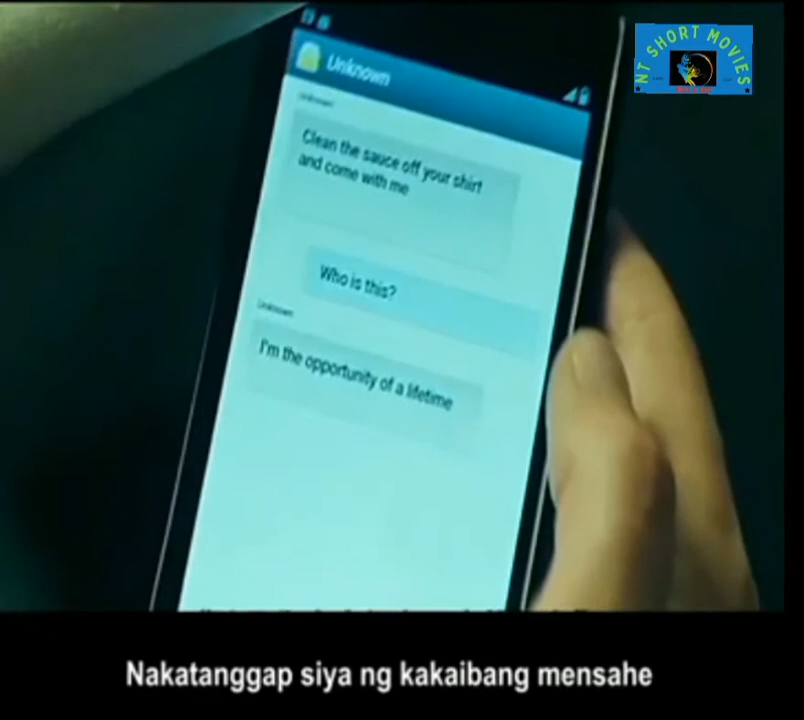 NT SHORT MOVIES
Unknown
Unknown
Clean the sauce off your shirt
and come with me
Who is this?
Unknown
I'm the opportunity of a lifetime
Nakatanggap siya ng kakaibang mensahe